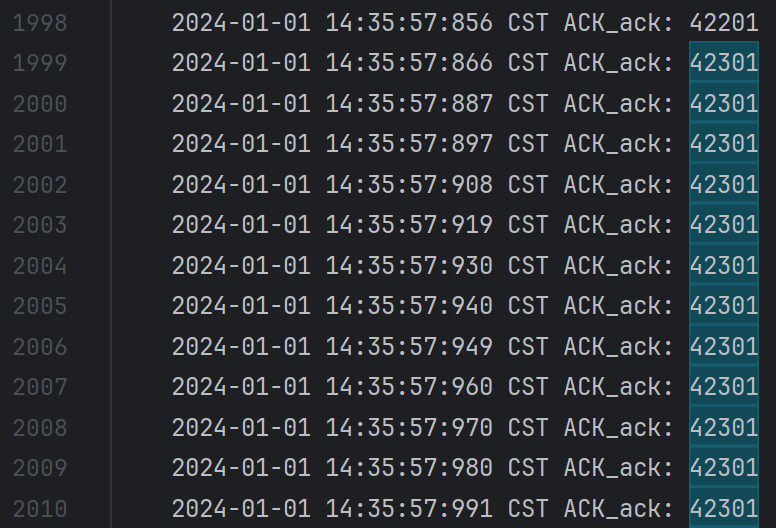 1998 2024-01-01 14:35:57:856 CST ACK_ack: 42201
1999 2024-01-01 14:35:57:866 CST ACK_ack: 42301
2000 2024-01-01 14:35:57:887 CST ACK_ack: 42301
2001 2024-01-01 14:35:57:897 CST ACK_ack: 42301
2002 2024-01-01 14:35:57:908 CST ACK_ack: 42301
2003 2024-01-01 14:35:57:919 CST ACK_ack: 42301
2004 2024-01-01 14:35:57:930 CST ACK_ack: 42301
2005 2024-01-01 14:35:57:940 CST ACK_ack: 42301
2006 2024-01-01 14:35:57:949 CST ACK_ack: 42301
2007 2024-01-01 14:35:57:960 CST ACK_ack: 42301
2008 2024-01-01 14:35:57:970 CST ACK_ack: 42301
2009 2024-01-01 14:35:57:980 CST ACK_ack: 42301
2010 2024-01-01 14:35:57:991 CST ACK_ack: 42301